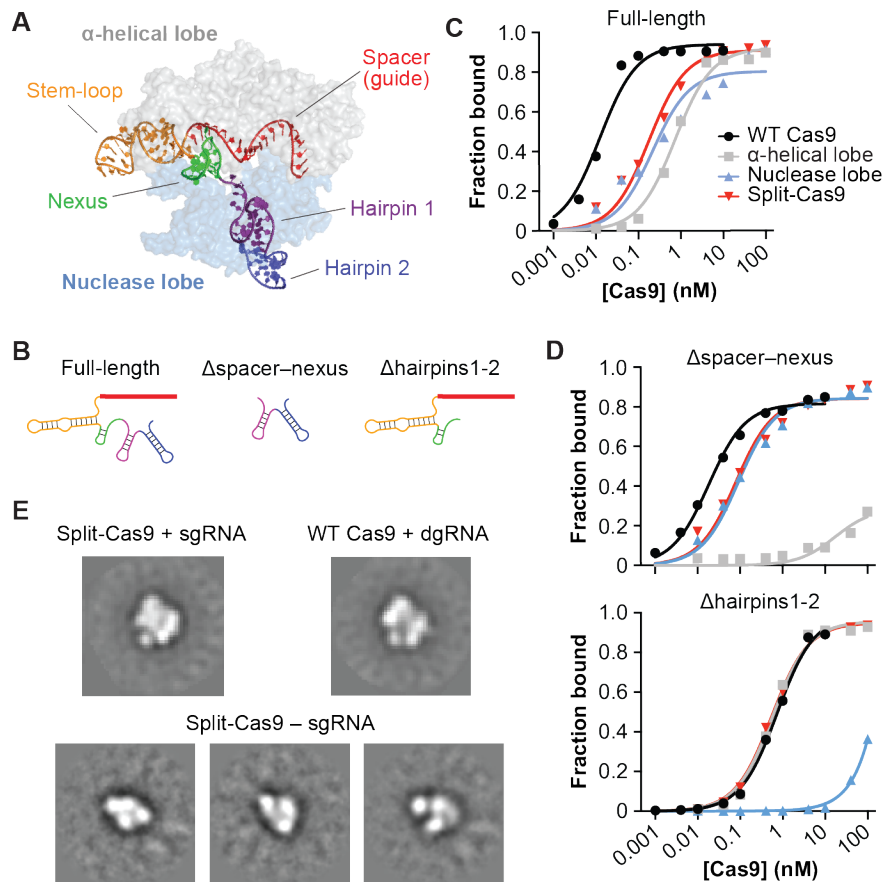 A
α-helical lobe
Spacer
(guide)
Stem-loop
Nexus
Hairpin 1
Hairpin 2
Nuclease lobe
B
Full-length
Δspacer–nexus
Δhairpins1-2
C
Full-length
Fraction bound
1.0
0.8
0.6
0.4
0.2
0
WT Cas9
α-helical lobe
Nuclease lobe
Split-Cas9
0.001
0.01
0.1
1
10
100
[Cas9] (nM)
D
Δspacer–nexus
Fraction bound
1.0
0.8
0.6
0.4
0.2
0
Δhairpins1-2
Fraction bound
1.0
0.8
0.6
0.4
0.2
0
0.001
0.01
0.1
1
10
100
[Cas9] (nM)
E
Split-Cas9 + sgRNA
WT Cas9 + dgRNA
Split-Cas9 – sgRNA